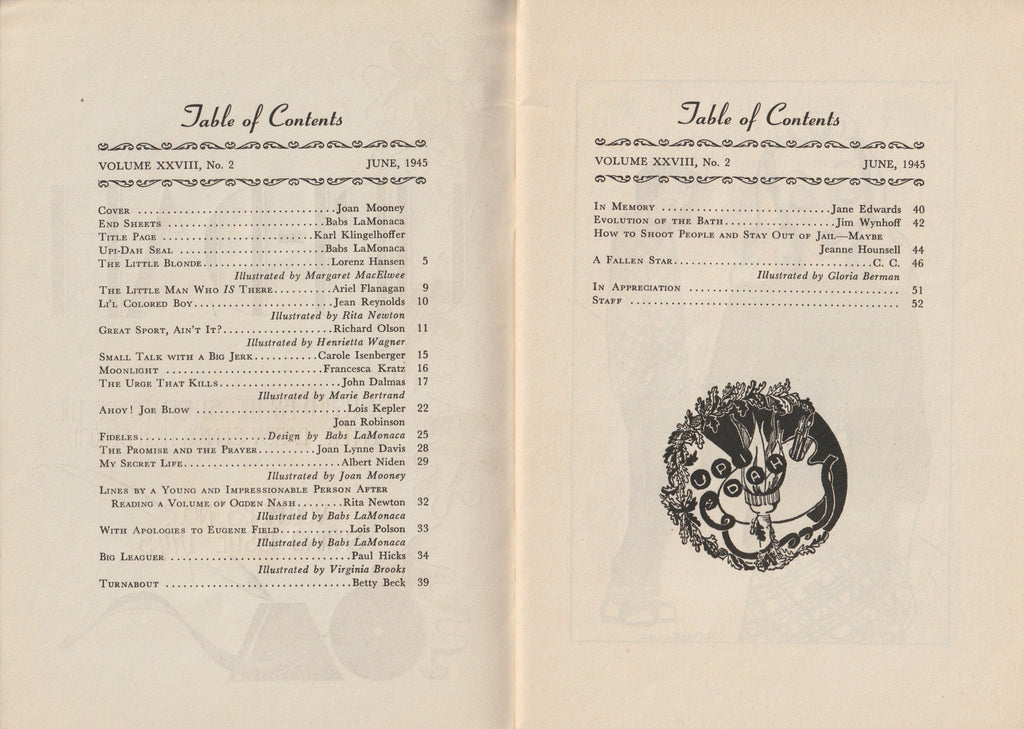 Table of Contents
VOLUME XXVIII, No. 2 JUNE, 1945
COVER ................................. Joan Mooney
END SHEETS ........................... Babs LaMonaca
TITLE PAGE ......................... Karl Klingelhoffer
UPI-DAH SEAL ........................ Babs LaMonaca
THE LITTLE BLONDE.................... Lorenz Hansen 5
Illustrated by Margaret MacElwee
THE LITTLE MAN WHO IS THERE......... Ariel Flanagan 9
LI'L COLORED BOY..................... Jean Reynolds 10
Illustrated by Rita Newton
GREAT SPORT, AIN'T IT?.................. Richard Olson 11
Illustrated by Henrietta Wagner
SMALL TALK WITH A BIG JERK........... Carole Isenberger 15
MOONLIGHT .......................... Francesca Kratz 16
THE URGE THAT KILLS.................... John Dalmas 17
Illustrated by Marie Bertrand
AHOY! JOE BLOW ........................ Lois Kepler 22
Joan Robinson
FIDELES..................... Design by Babs LaMonaca 25
THE PROMISE AND THE PRAYER......... Joan Lynne Davis 28
MY SECRET LIFE.......................... Albert Niden 29
Illustrated by Joan Mooney
LINES BY A YOUNG AND IMPRESSIONABLE PERSON AFTER
READING A VOLUME OF OGDEN NASH........ Rita Newton 32
Illustrated by Babs LaMonaca
WITH APOLOGIES TO EUGENE FIELD........... Lois Polson 33
Illustrated by Babs LaMonaca
BIG LEAGUER ............................. Paul Hicks 34
Illustrated by Virginia Brooks
TURNABOUT .............................. Betty Beck 39
Table of Contents
VOLUME XXVIII, No. 2 JUNE, 1945
IN MEMORY ............................ Jane Edwards 40
EVOLUTION OF THE BATH.................. Jim Wynhoff 42
HOW TO SHOOT PEOPLE AND STAY OUT OF JAIL—MAYBE
Jeanne Hounsell 44
A FALLEN STAR................................. C. C. 46
Illustrated by Gloria Berman
IN APPRECIATION ................................... 51
STAFF ............................................. 52
UPI DAH